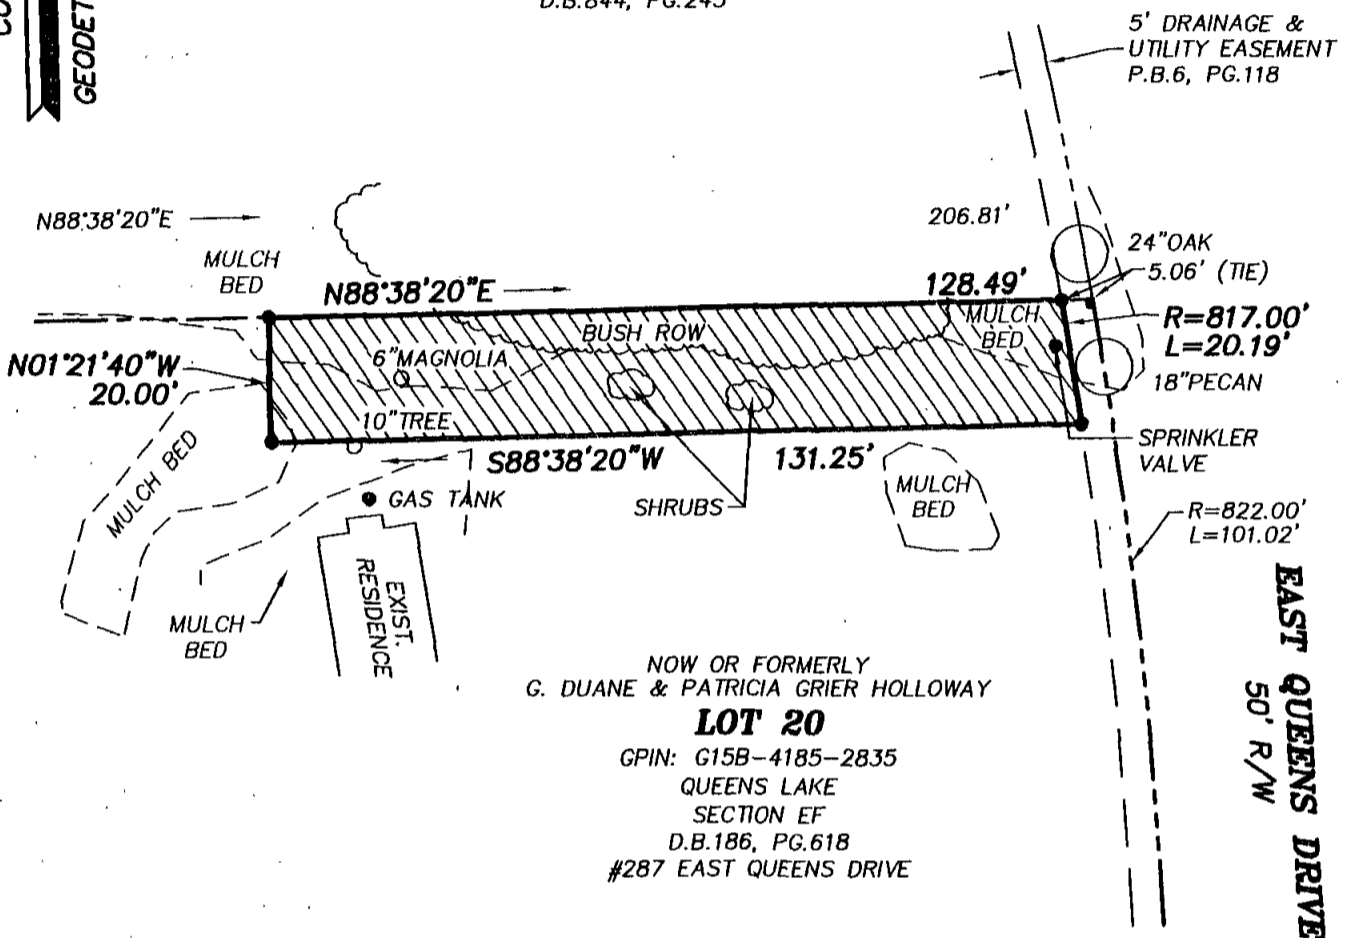 D.B.844, PG.245
GEODET
5' DRAINAGE &
UTILITY EASEMENT
P.B.6, PG.118
N88°38'20"E
206.81'
MULCH
BED
24"OAK
5.06' (TIE)
N88°38'20"E
128.49'
MULCH
BED
R=817.00'
L=20.19'
BUSH ROW
N01°21'40"W
20.00'
6"MAGNOLIA
18"PECAN
10"TREE
S88°38'20"W
131.25'
SPRINKLER
VALVE
MULCH BED
GAS TANK
SHRUBS
MULCH
BED
R=822.00'
L=101.02'
EXIST.
RESIDENCE
MULCH
BED
NOW OR FORMERLY
G. DUANE & PATRICIA GRIER HOLLOWAY
LOT 20
GPIN: G15B-4185-2835
QUEENS LAKE
SECTION EF
D.B.186, PG.618
#287 EAST QUEENS DRIVE
EAST QUEENS DRIVE
50' R/W